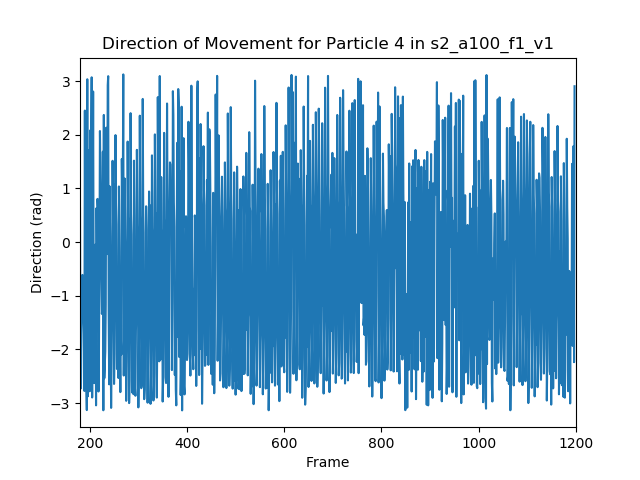 Direction of Movement for Particle 4 in s2_a100_f1_v1
3
2
1
0
−1
−2
−3
Direction (rad)
200 400 600 800 1000 1200
Frame